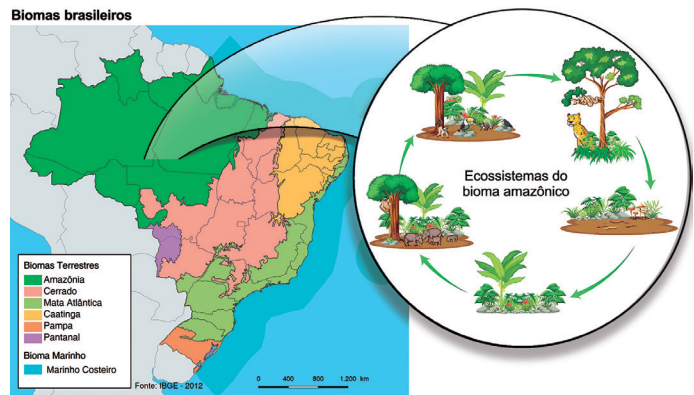 Biomas brasileiros
Ecossistemas do
bioma amazônico
Biomas Terrestres
Amazônia
Cerrado
Mata Atlântica
Caatinga
Pampa
Pantanal
Bioma Marinho
Marinho Costeiro
Fonte: IBGE - 2012
0 400 800 1.200 km